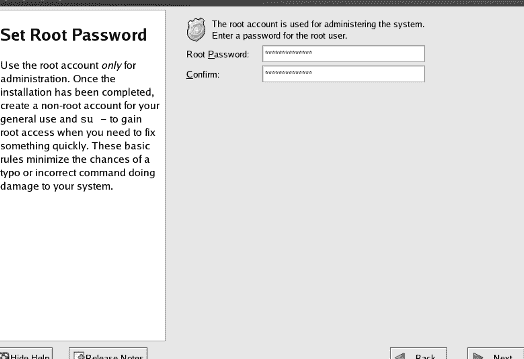 Set Root Password
Use the root account only for
administration. Once the
installation has been completed,
create a non-root account for your
general use and su - to gain
root access when you need to fix
something quickly. These basic
rules minimize the chances of a
typo or incorrect command doing
damage to your system.
The root account is used for administering the system.
Enter a password for the root user.
Root Password: **************
Confirm: **************
Hide Help
Release Notes
Back
Next